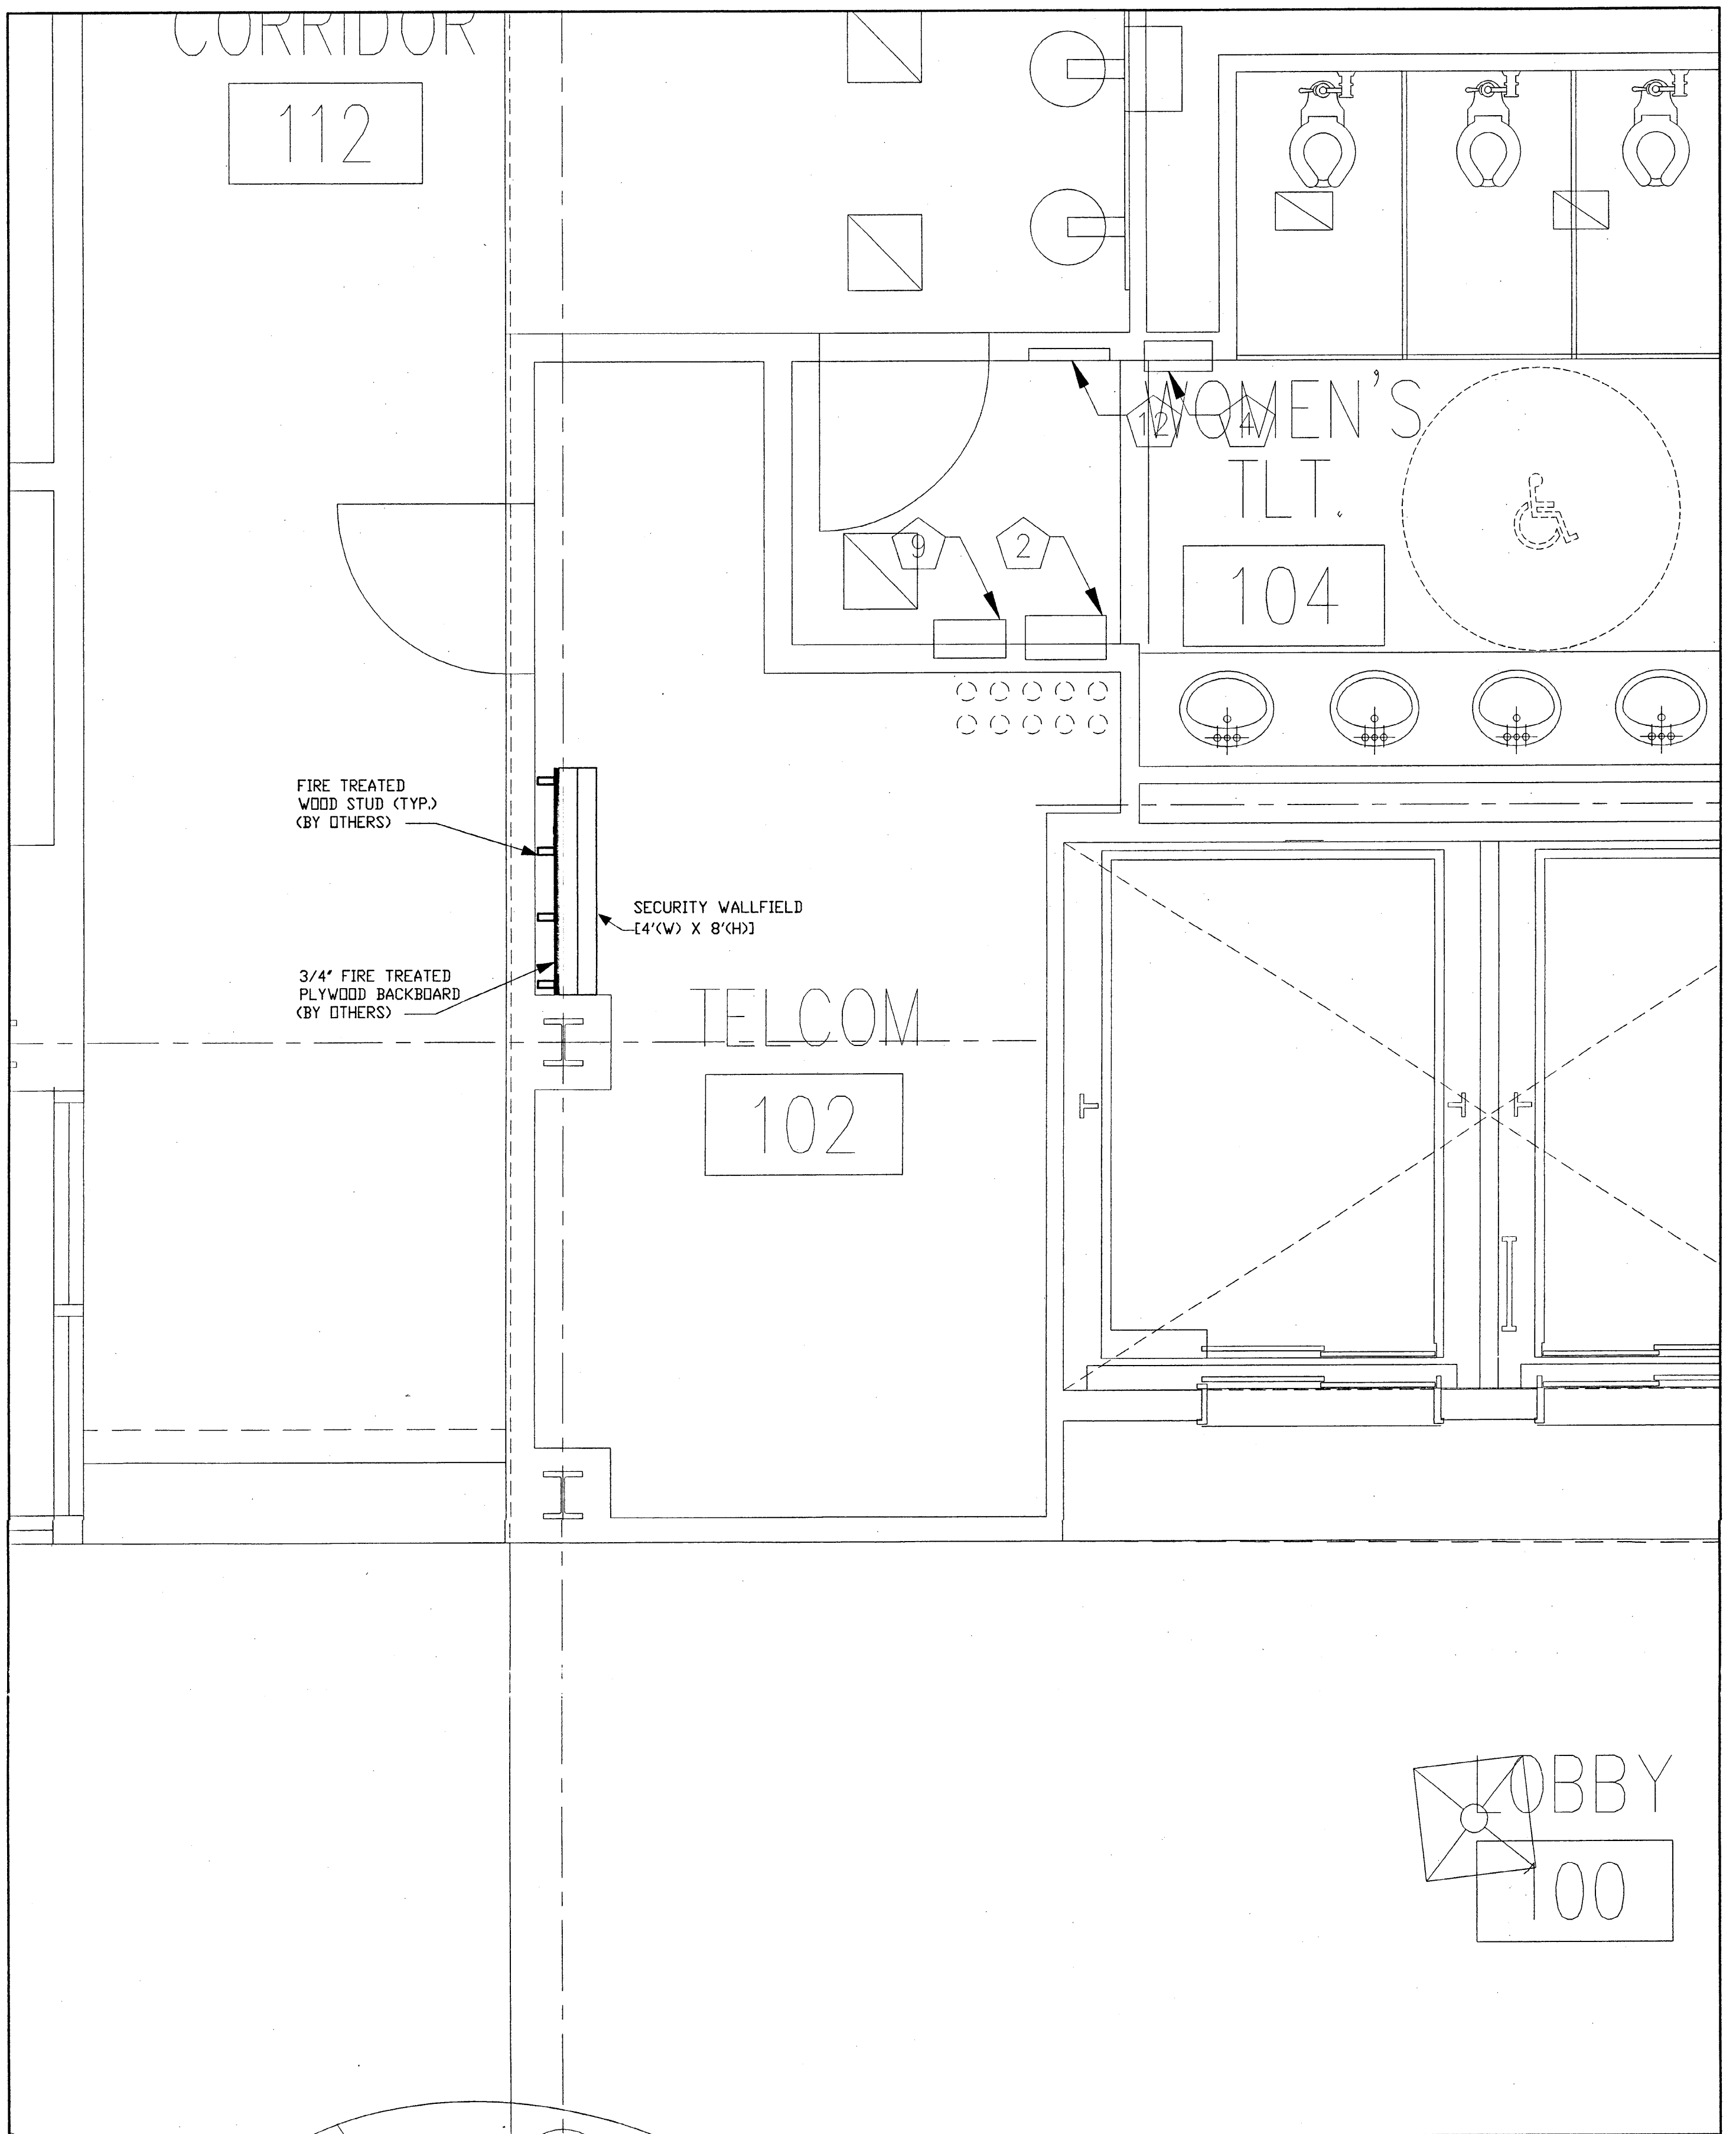 CORRIDOR
112
12
4
WOMEN'S
TLT.
9
2
104
FIRE TREATED
WOOD STUD (TYP.)
(BY OTHERS)
SECURITY WALLFIELD
[4'(W) X 8'(H)]
3/4" FIRE TREATED
PLYWOOD BACKBOARD
(BY OTHERS)
TELCOM
102
LOBBY
100